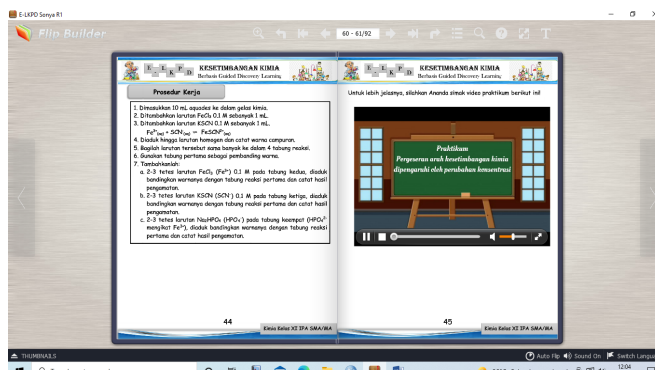 E-LKPD Sonya R1
Flip Builder
60 - 61/92
E - L K P D
KESETIMBANGAN KIMIA
Berbasis Guided Discovery Learning
Prosedur Kerja
1. Dimasukkan 10 mL aquades ke dalam gelas kimia.
2. Ditambahkan larutan FeCl₃ 0,1 M sebanyak 1 mL.
3. Ditambahkan larutan KSCN 0,1 M sebanyak 1 mL.
Fe³⁺(aq) + SCN⁻(aq) ⇌ FeSCN²⁺(aq)
4. Diaduk hingga larutan homogen dan catat warna campuran.
5. Bagilah larutan tersebut sama banyak ke dalam 4 tabung reaksi.
6. Gunakan tabung pertama sebagai pembanding warna.
7. Tambahkanlah:
a. 2-3 tetes larutan FeCl₃ (Fe³⁺) 0,1 M pada tabung kedua, diaduk
bandingkan warnanya dengan tabung reaksi pertama dan catat hasil
pengamatan.
b. 2-3 tetes larutan KSCN (SCN⁻) 0,1 M pada tabung ketiga, diaduk
bandingkan warnanya dengan tabung reaksi pertama dan catat hasil
pengamatan.
c. 2-3 tetes larutan Na₂HPO₄ (HPO₄⁻) pada tabung keempat (HPO₄²⁻
mengikat Fe³⁺), diaduk bandingkan warnanya dengan tabung reaksi
pertama dan catat hasil pengamatan.
44
Kimia Kelas XI IPA SMA/MA
E - L K P D
KESETIMBANGAN KIMIA
Berbasis Guided Discovery Learning
Untuk lebih jelasnya, silahkan Ananda simak video praktikum berikut ini!
Praktikum
Pergeseran arah kesetimbangan kimia
dipengaruhi oleh perubahan konsentrasi
45
Kimia Kelas XI IPA SMA/MA
THUMBNAILS
Auto Flip
Sound On
Switch Langua
12:04